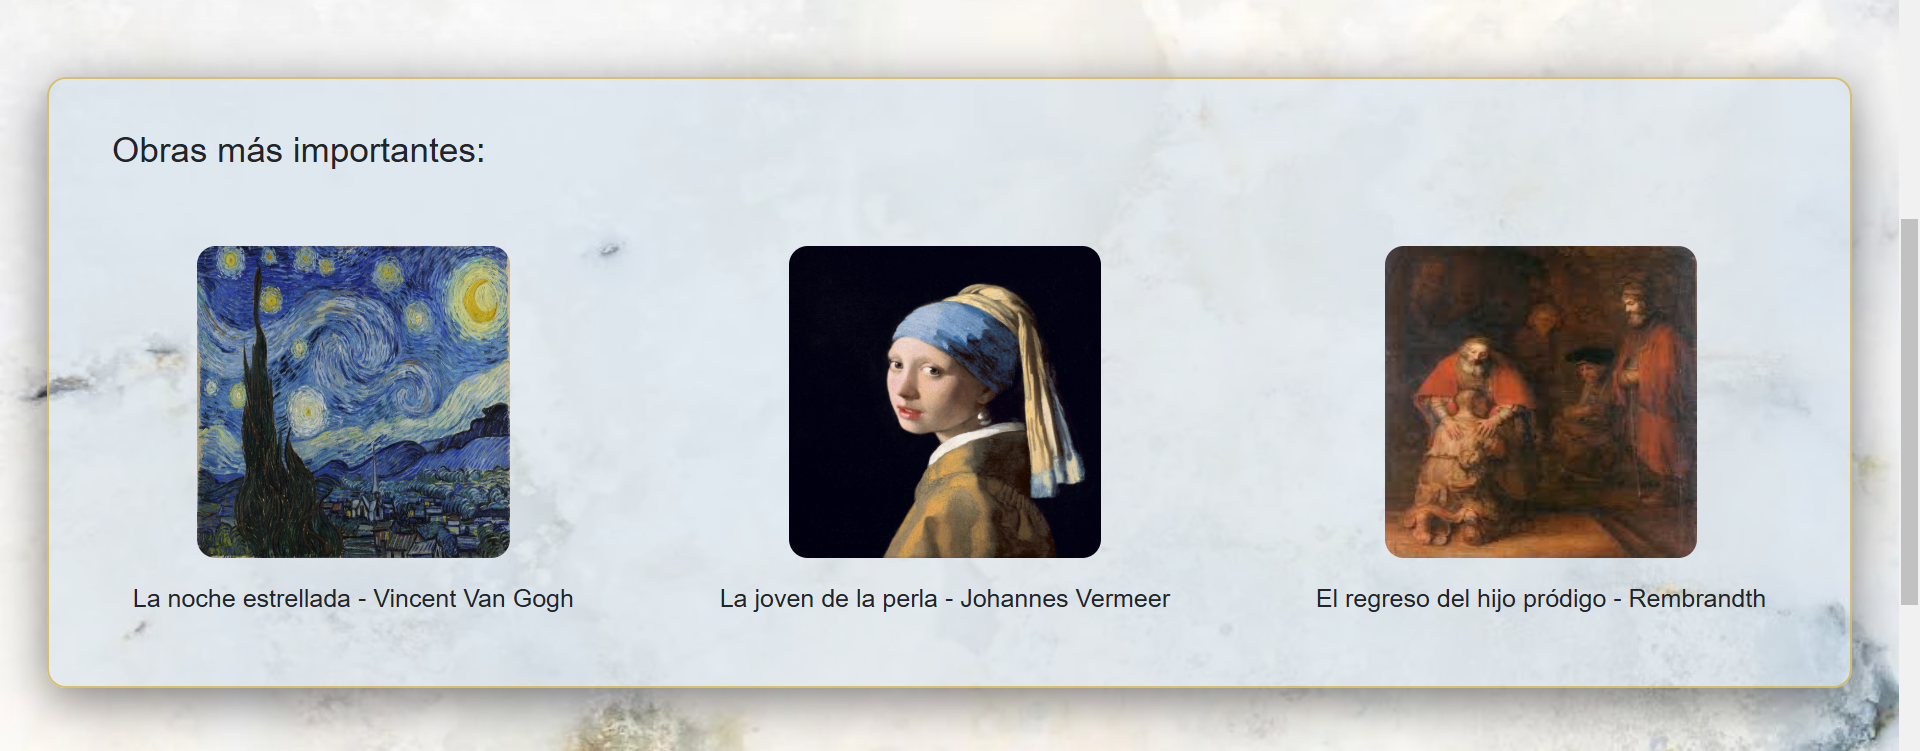 Obras más importantes:
La noche estrellada - Vincent Van Gogh
La joven de la perla - Johannes Vermeer
El regreso del hijo pródigo - Rembrandth